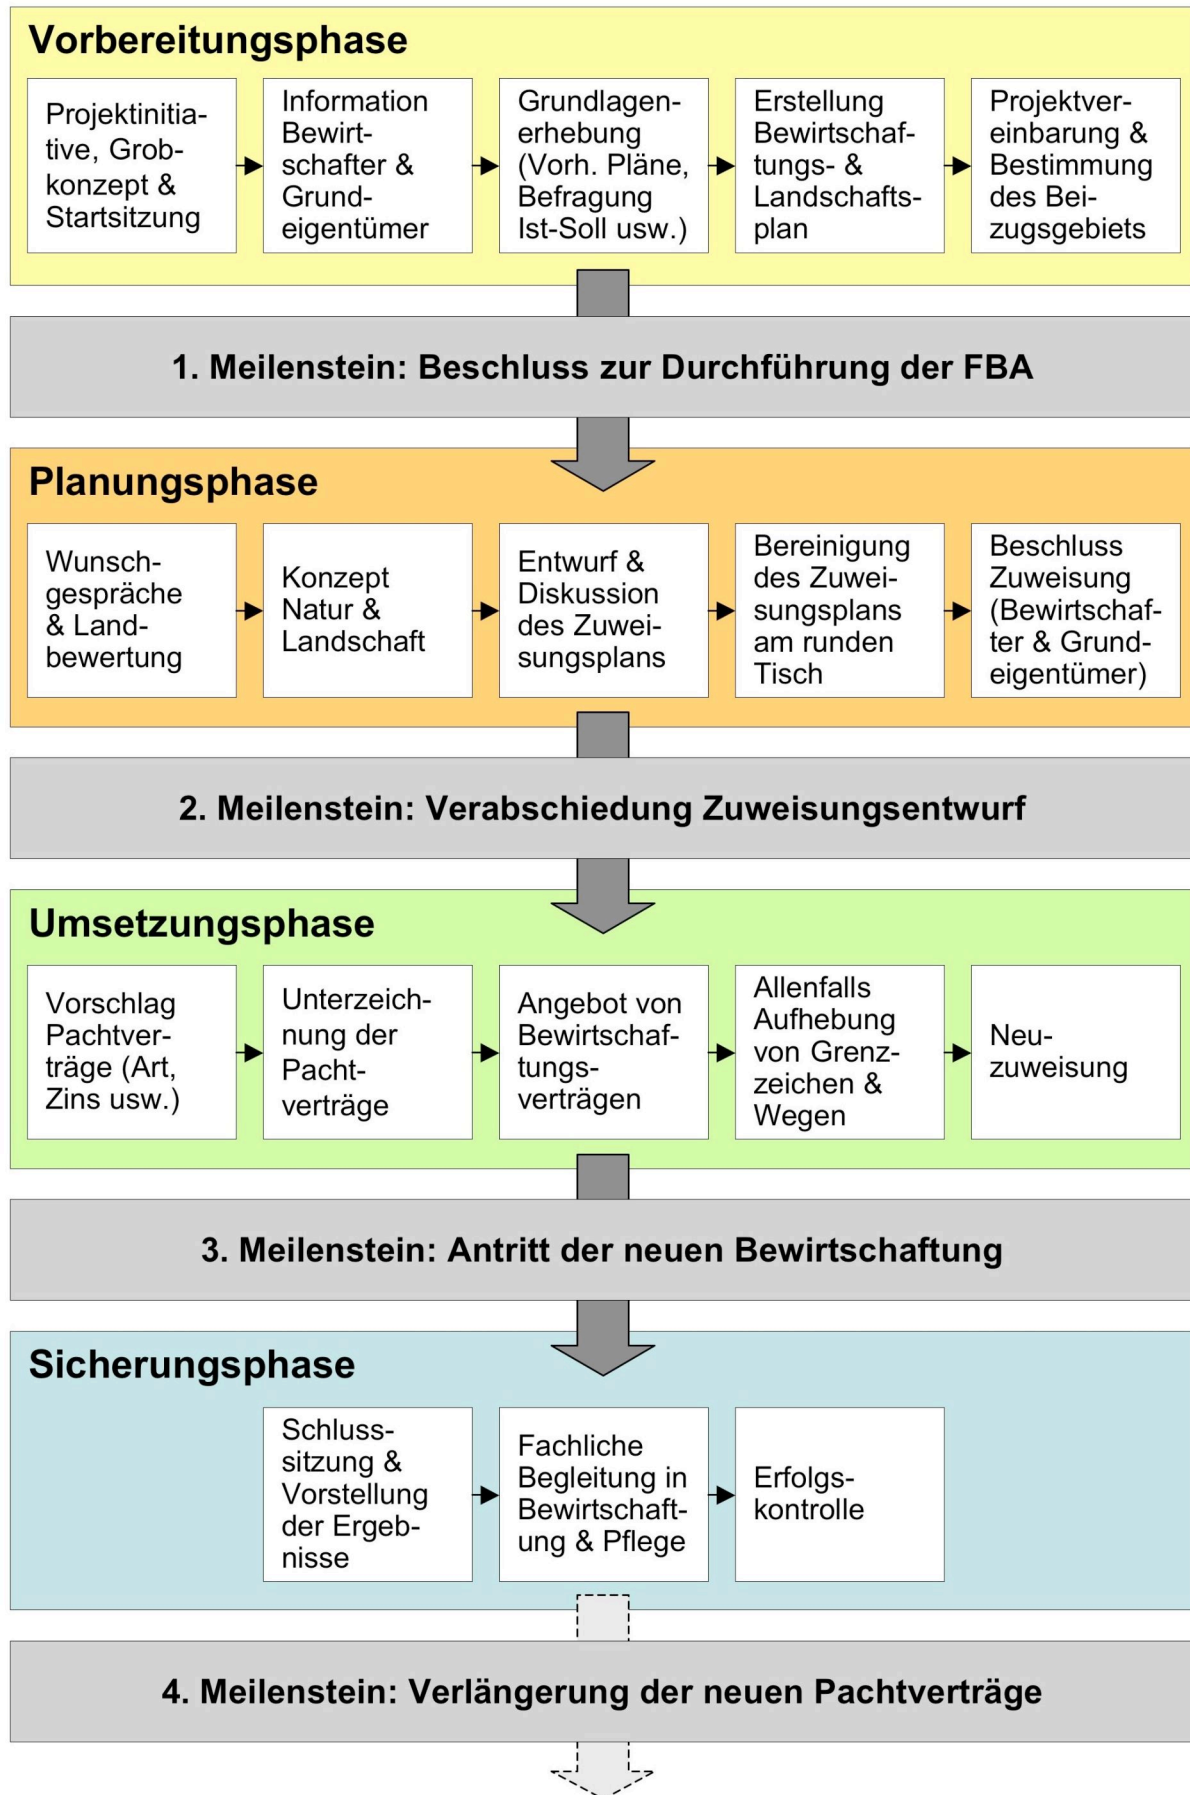 Vorbereitungsphase
Projektinitia-
tive, Grob-
konzept &
Startsitzung
Information
Bewirt-
schafter &
Grund-
eigentümer
Grundlagen-
erhebung
(Vorh. Pläne,
Befragung
Ist-Soll usw.)
Erstellung
Bewirtschaf-
tungs- &
Landschafts-
plan
Projektver-
einbarung &
Bestimmung
des Bei-
zugsgebiets
1. Meilenstein: Beschluss zur Durchführung der FBA
Planungsphase
Wunsch-
gespräche
& Land-
bewertung
Konzept
Natur &
Landschaft
Entwurf &
Diskussion
des Zuwei-
sungsplans
Bereinigung
des Zuwei-
sungsplans
am runden
Tisch
Beschluss
Zuweisung
(Bewirtschaf-
ter & Grund-
eigentümer)
2. Meilenstein: Verabschiedung Zuweisungsentwurf
Umsetzungsphase
Vorschlag
Pachtver-
träge (Art,
Zins usw.)
Unterzeich-
nung der
Pacht-
verträge
Angebot von
Bewirtschaf-
tungs-
verträgen
Allenfalls
Aufhebung
von Grenz-
zeichen &
Wegen
Neu-
zuweisung
3. Meilenstein: Antritt der neuen Bewirtschaftung
Sicherungsphase
Schluss-
sitzung &
Vorstellung
der Ergeb-
nisse
Fachliche
Begleitung in
Bewirtschaft-
ung & Pflege
Erfolgs-
kontrolle
4. Meilenstein: Verlängerung der neuen Pachtverträge